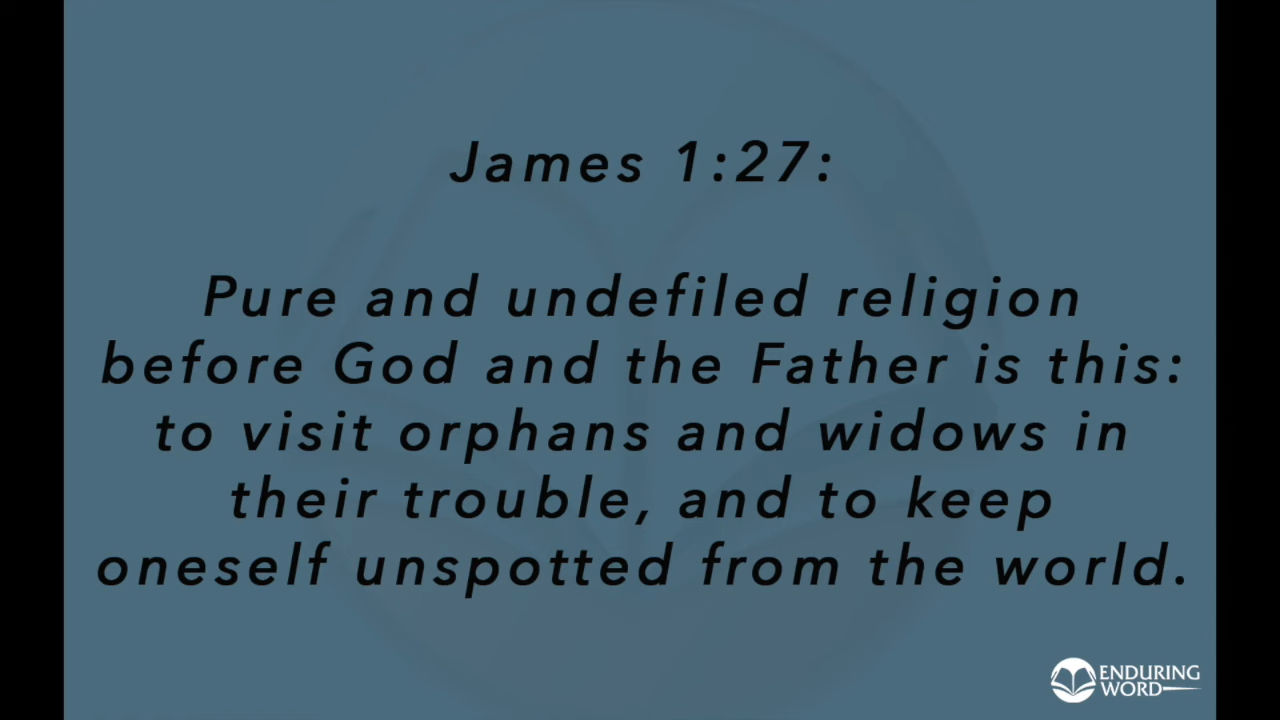 James 1:27:
Pure and undefiled religion
before God and the Father is this:
to visit orphans and widows in
their trouble, and to keep
oneself unspotted from the world.
ENDURING
WORD